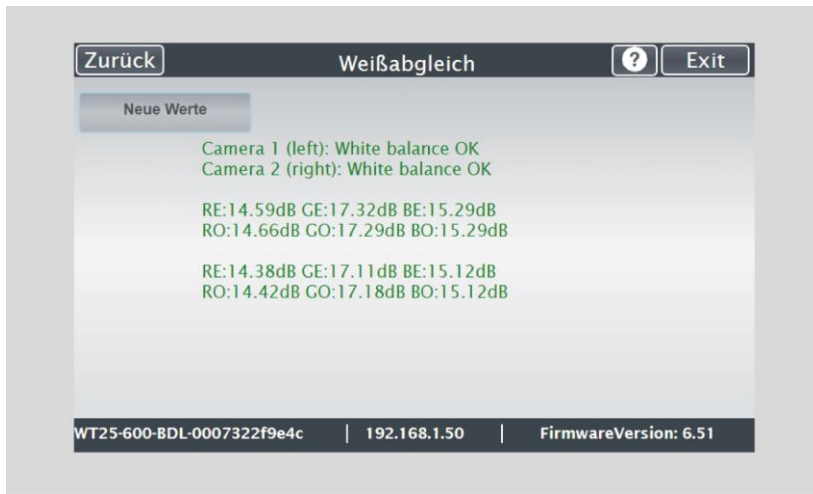 Zurück Weißabgleich ? Exit
Neue Werte
Camera 1 (left): White balance OK
Camera 2 (right): White balance OK
RE:14.59dB GE:17.32dB BE:15.29dB
RO:14.66dB GO:17.29dB BO:15.29dB
RE:14.38dB GE:17.11dB BE:15.12dB
RO:14.42dB GO:17.18dB BO:15.12dB
WT25-600-BDL-0007322f9e4c | 192.168.1.50 | FirmwareVersion: 6.51